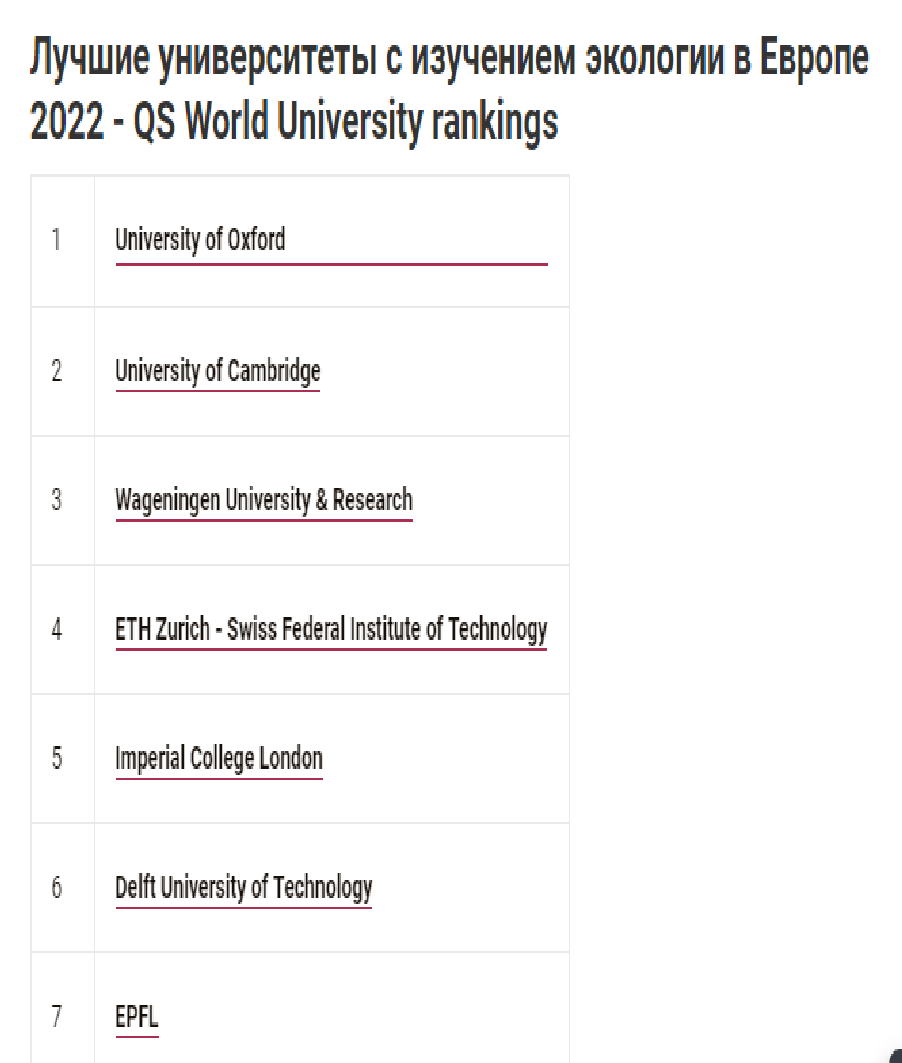 Лучшие университеты с изучением экологии в Европе
2022 - QS World University rankings
1 University of Oxford
2 University of Cambridge
3 Wageningen University & Research
4 ETH Zurich - Swiss Federal Institute of Technology
5 Imperial College London
6 Delft University of Technology
7 EPFL